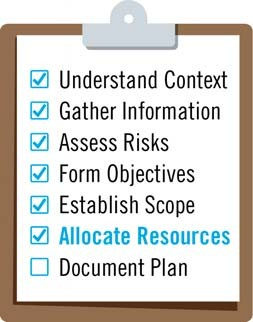 Understand Context
Gather Information
Assess Risks
Form Objectives
Establish Scope
Allocate Resources
Document Plan